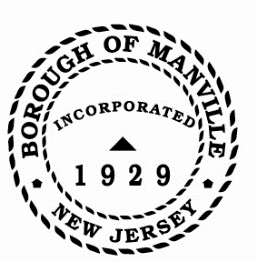 BOROUGH OF MANVILLE
INCORPORATED
1929
NEW JERSEY